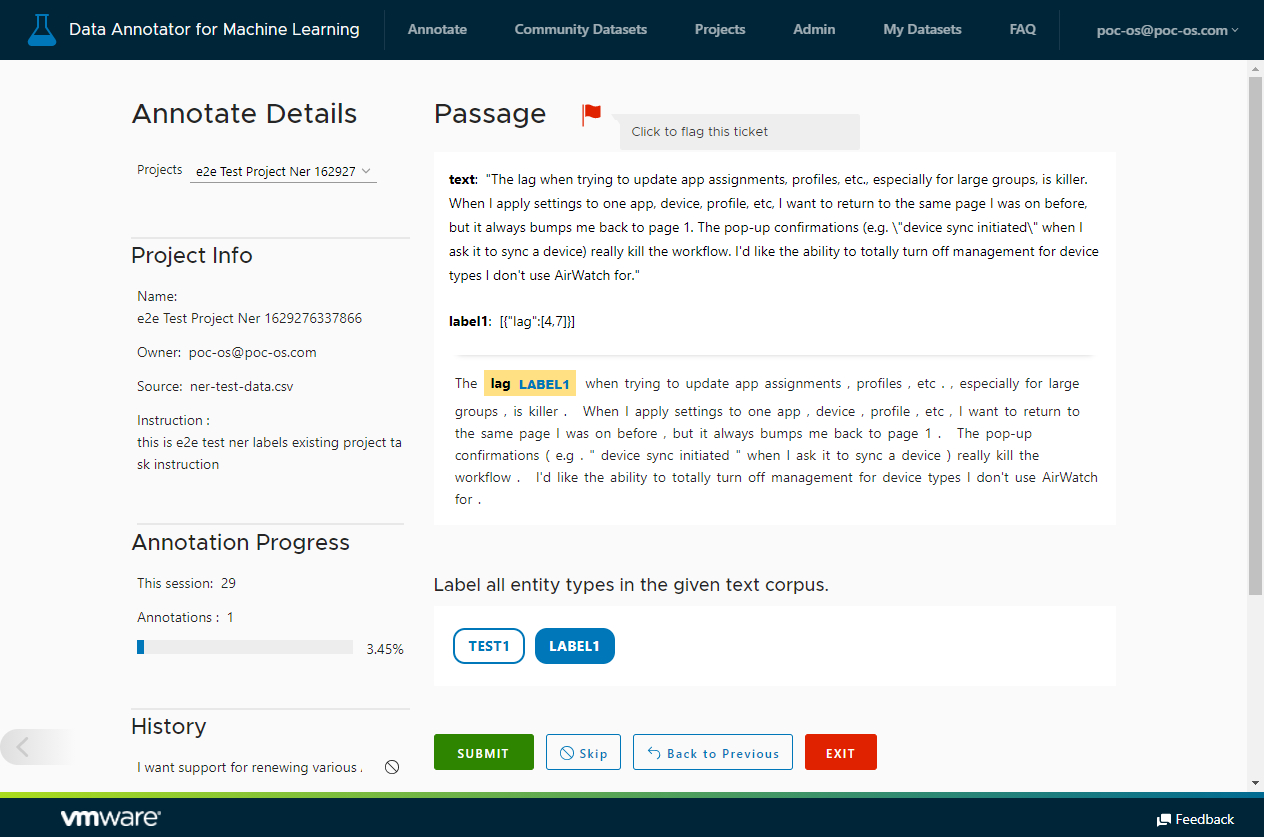 Data Annotator for Machine Learning
Annotate
Community Datasets
Projects
Admin
My Datasets
FAQ
poc-os@poc-os.com
Annotate Details
Projects
e2e Test Project Ner 162927
Project Info
Name:
e2e Test Project Ner 1629276337866
Owner: poc-os@poc-os.com
Source: ner-test-data.csv
Instruction :
this is e2e test ner labels existing project ta
sk instruction
Annotation Progress
This session: 29
Annotations : 1
3.45%
History
I want support for renewing various .
Passage
Click to flag this ticket
text: "The lag when trying to update app assignments, profiles, etc., especially for large groups, is killer.
When I apply settings to one app, device, profile, etc, I want to return to the same page I was on before,
but it always bumps me back to page 1. The pop-up confirmations (e.g. \"device sync initiated\" when I
ask it to sync a device) really kill the workflow. I'd like the ability to totally turn off management for device
types I don't use AirWatch for."
label1: [{"lag":[4,7]}]
The lag LABEL1 when trying to update app assignments , profiles , etc . , especially for large
groups , is killer . When I apply settings to one app , device , profile , etc , I want to return to
the same page I was on before , but it always bumps me back to page 1 . The pop-up
confirmations ( e.g . " device sync initiated " when I ask it to sync a device ) really kill the
workflow . I'd like the ability to totally turn off management for device types I don't use AirWatch
for .
Label all entity types in the given text corpus.
TEST1
LABEL1
SUBMIT
Skip
Back to Previous
EXIT
vmware
Feedback